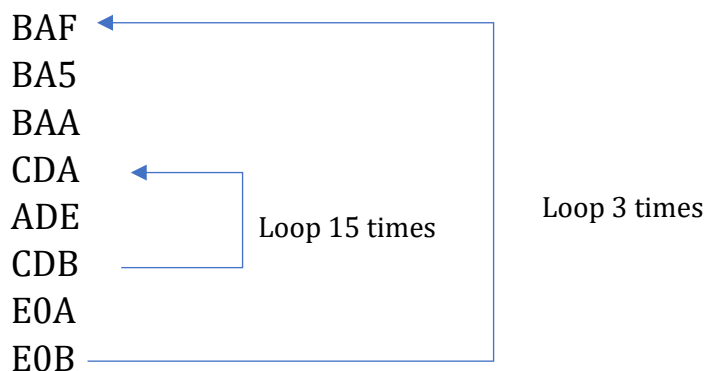 BAF
BA5
BAA
CDA
ADE
CDB
E0A
E0B
Loop 15 times
Loop 3 times